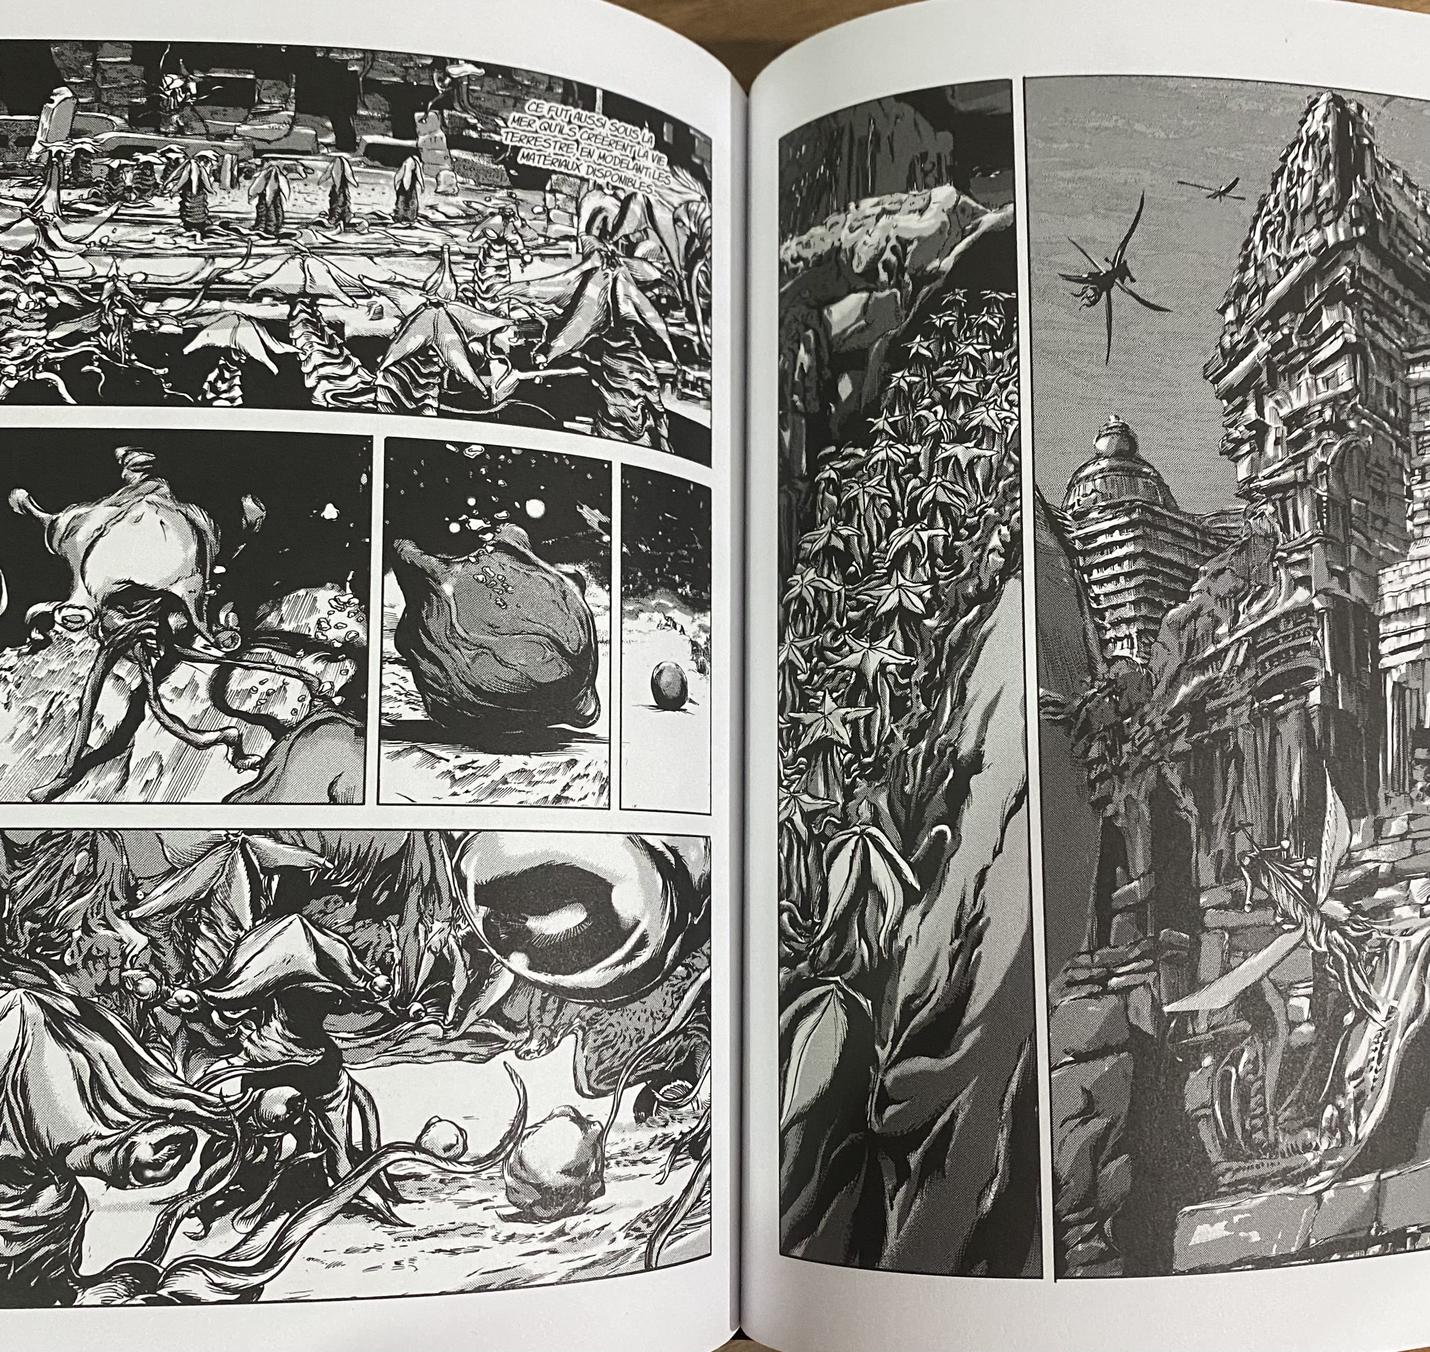 CE FUT AUSSI SOUS LA
MER QU'ILS CRÉÈRENT LA VIE
TERRESTRE, EN MODELANT LES
MATÉRIAUX DISPONIBLES.